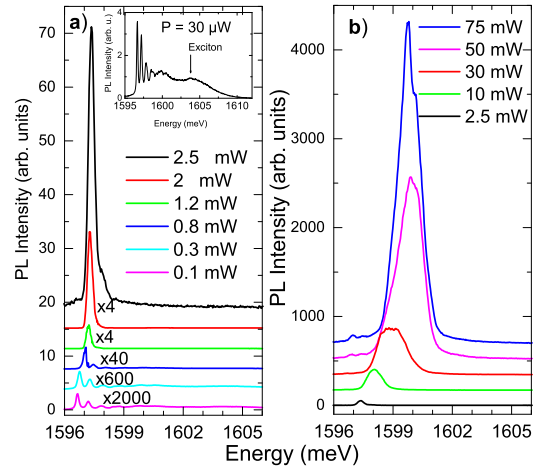 a)
P = 30 µW
Exciton
PL Intensity (arb. u.)
4
3
2
1
0
1595 1600 1605 1610
Energy (meV)
PL Intensity (arb. units)
70
60
50
40
30
20
10
0
2.5 mW
2 mW
1.2 mW
0.8 mW
0.3 mW
0.1 mW
x4
x4
x40
x600
x2000
1596 1599 1602 1605
b)
75 mW
50 mW
30 mW
10 mW
2.5 mW
PL Intensity (arb. units)
4000
3000
2000
1000
0
1596 1599 1602 1605
Energy (meV)